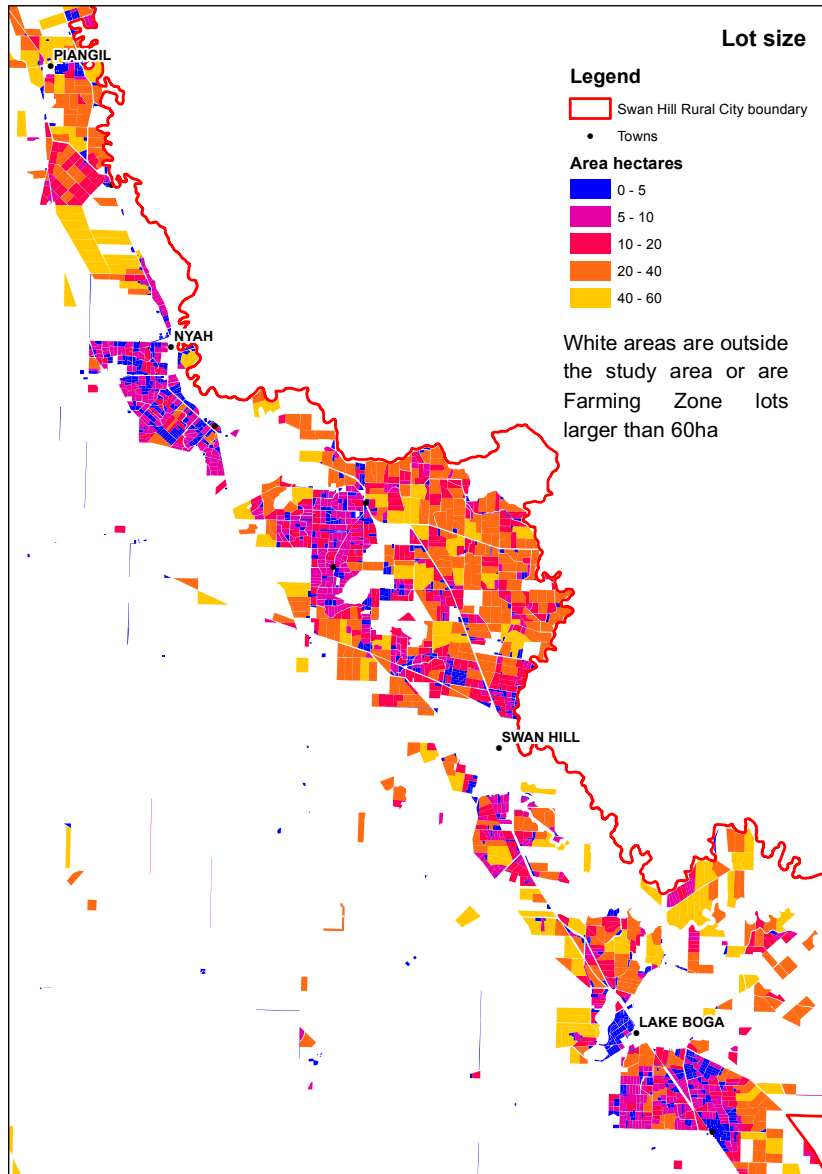 Lot size
Legend
Swan Hill Rural City boundary
Towns
Area hectares
0 - 5
5 - 10
10 - 20
20 - 40
40 - 60
White areas are outside
the study area or are
Farming Zone lots
larger than 60ha
PIANGIL
NYAH
SWAN HILL
LAKE BOGA